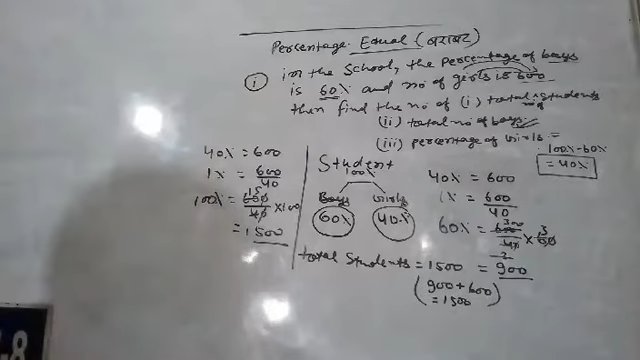 Percentage Equal (बराबर)
(i) in the School, the percentage of boys
is 60% and no of girls is 600
then find the no of (i) total no of students
(ii) total no of boys
(iii) percentage of girls =
100% - 60%
= 40%
40% = 600
1% = 600/40
100% = 600/40 × 100
= 1500
Student
100%
Boys Girls
60% 40%
40% = 600
1% = 600/40
60% = 600/40 × 60
= 900
total Students = 1500
(900 + 600
= 1500)
.8